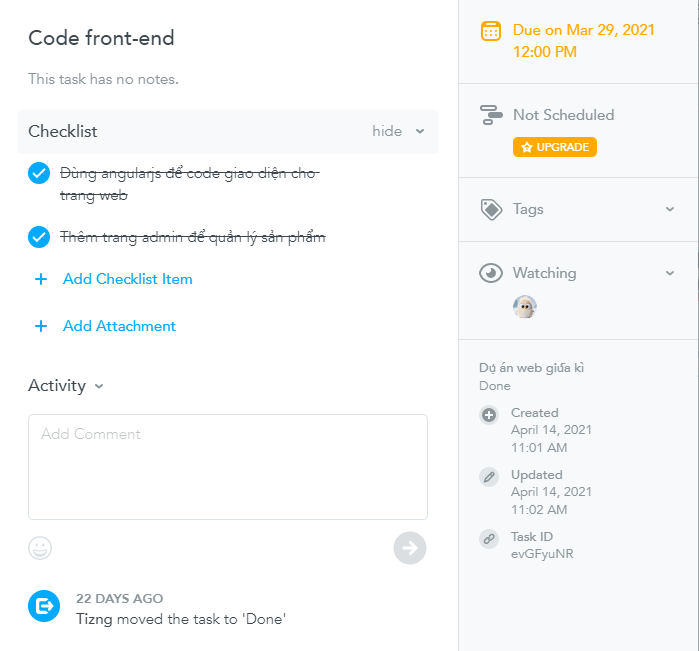 Code front-end
This task has no notes.
Checklist
hide
Dùng angularjs để code giao diện cho
trang web
Thêm trang admin để quản lý sản phẩm
Add Checklist Item
Add Attachment
Activity
Add Comment
22 DAYS AGO
Tizng moved the task to 'Done'
Due on Mar 29, 2021
12:00 PM
Not Scheduled
UPGRADE
Tags
Watching
Dự án web giữa kì
Done
Created
April 14, 2021
11:01 AM
Updated
April 14, 2021
11:02 AM
Task ID
evGFyuNR